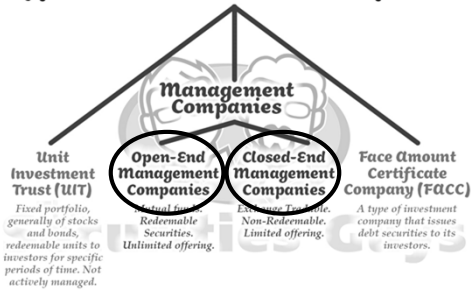 Management
Companies
Unit
Investment
Trust (UIT)
Fixed portfolio,
generally of stocks
and bonds,
redeemable units to
investors for specific
periods of time. Not
actively managed.
Open-End
Management
Companies
Mutual funds.
Redeemable
Securities.
Unlimited offering.
Closed-End
Management
Companies
Exchange Tradable.
Non-Redeemable.
Limited offering.
Face Amount
Certificate
Company (FACC)
A type of investment
company that issues
debt securities to its
investors.